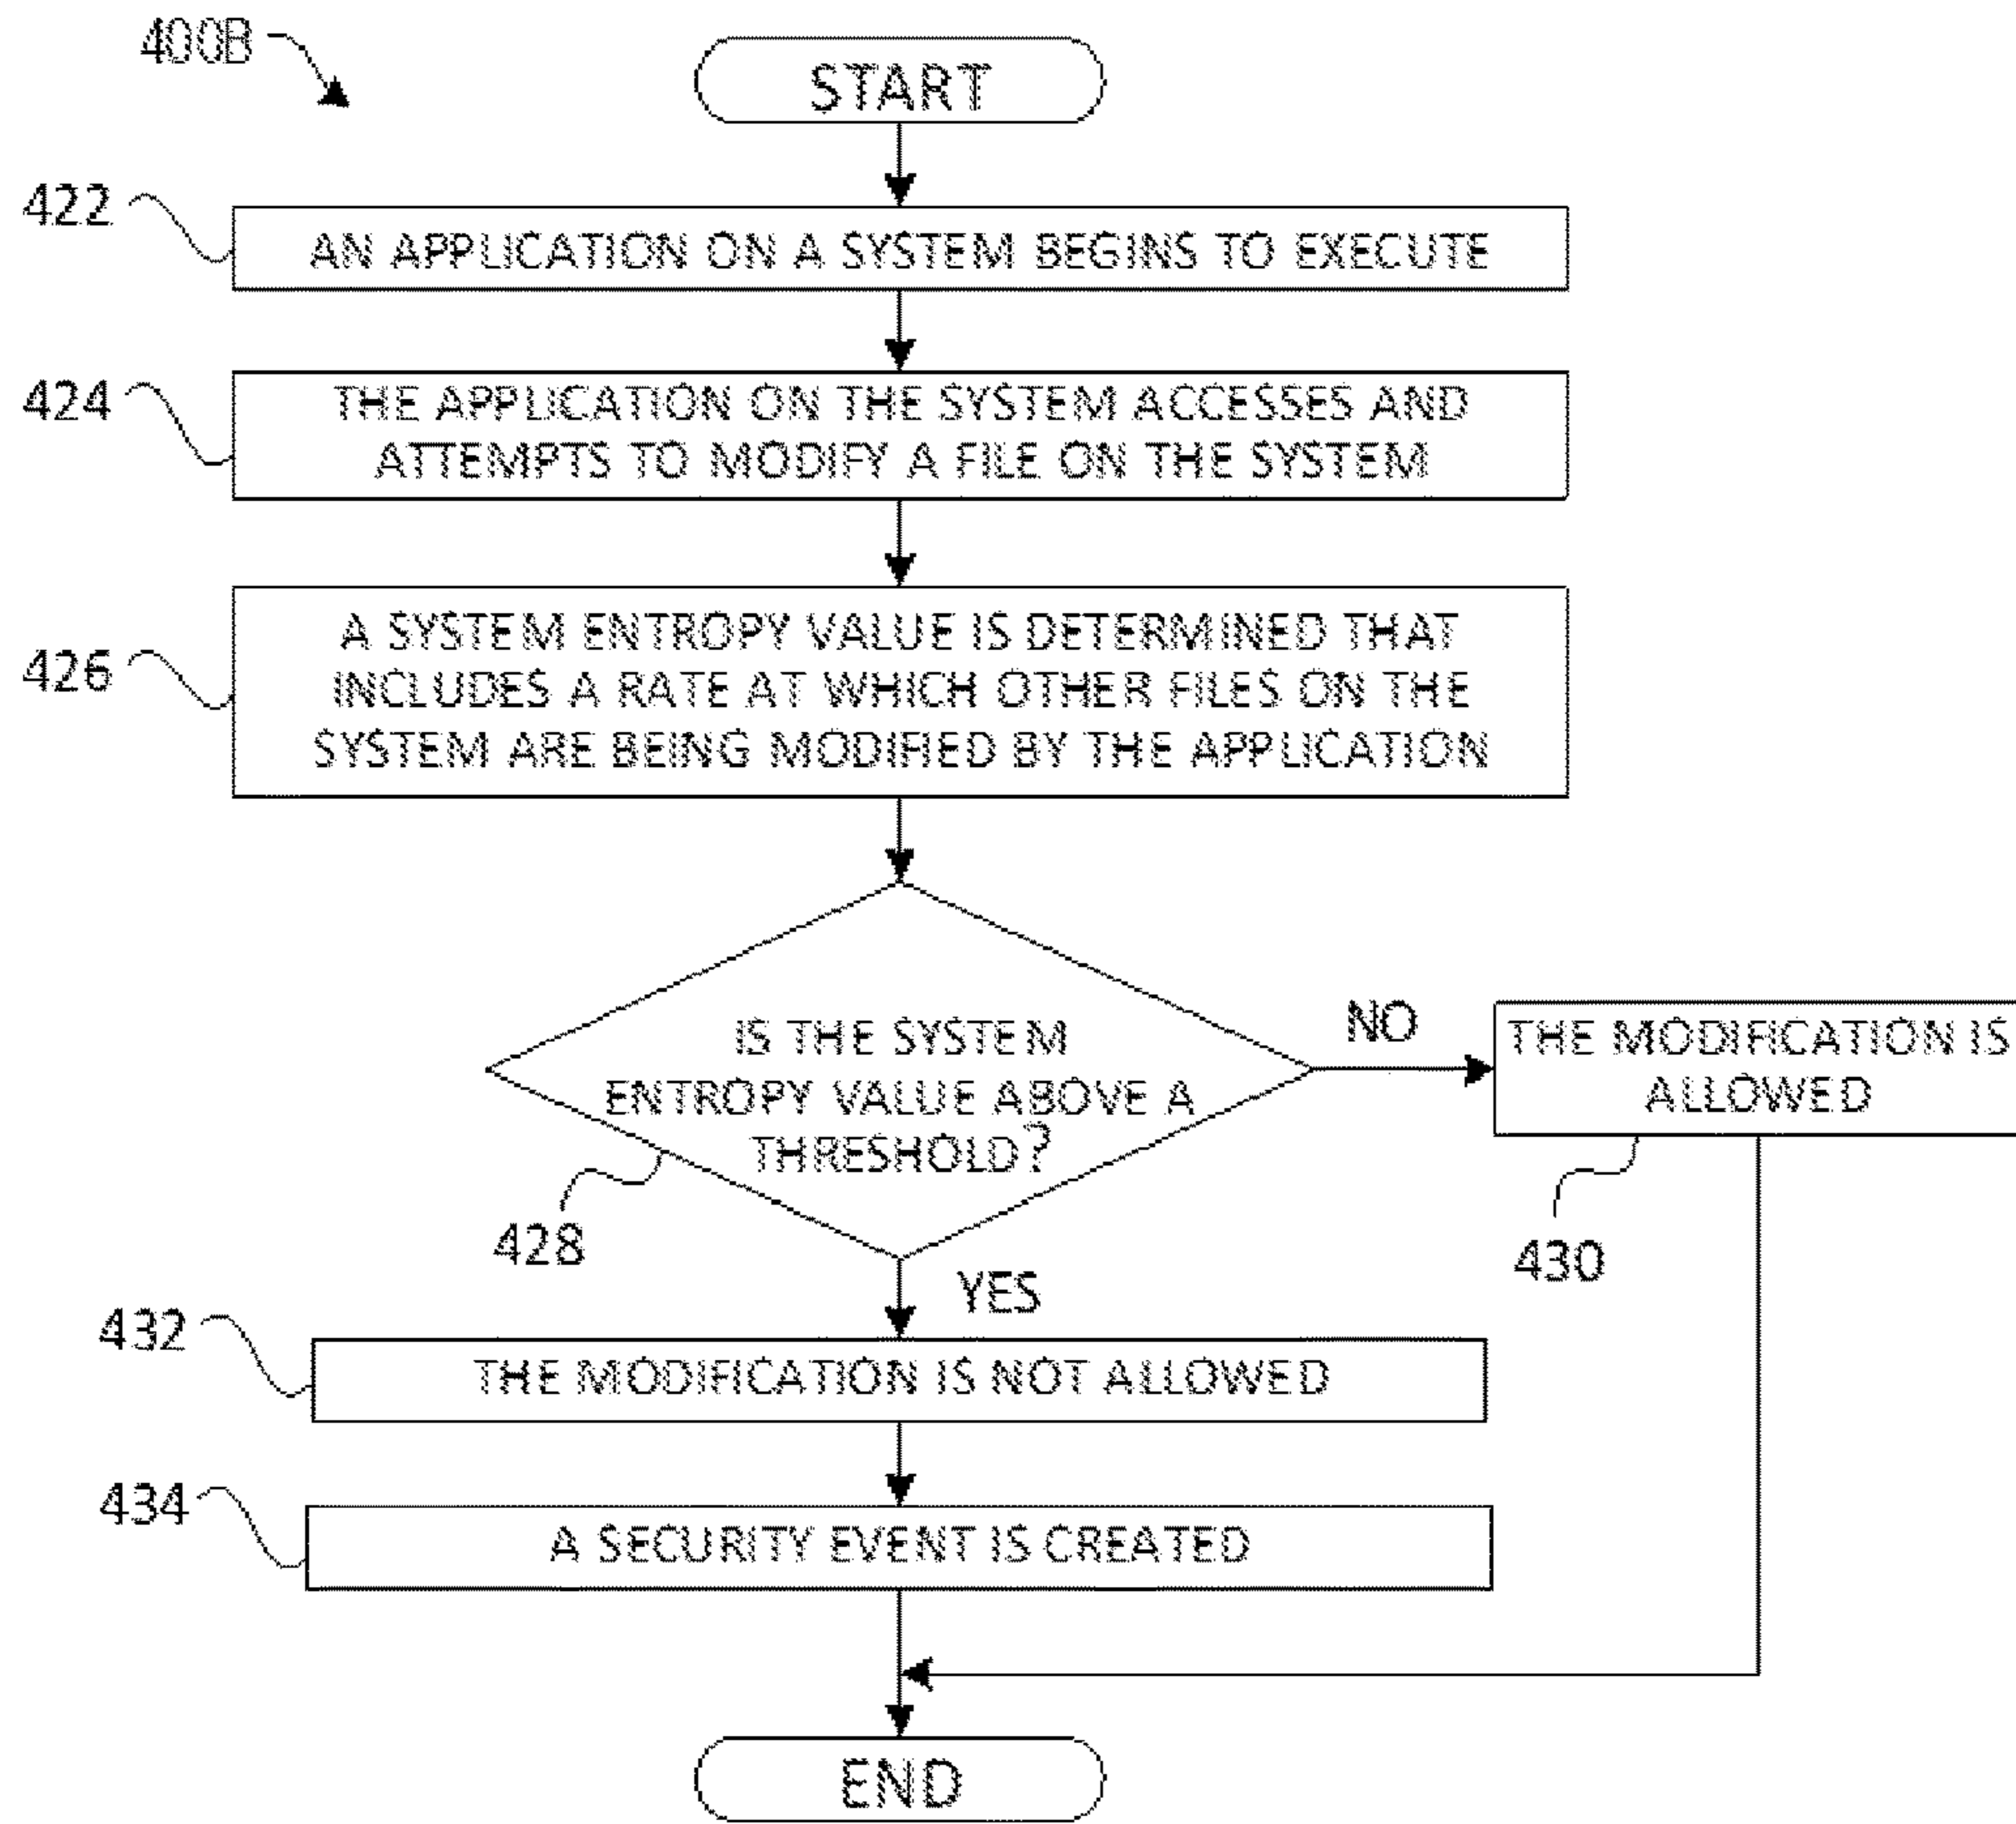 400B
START
422
AN APPLICATION ON A SYSTEM BEGINS TO EXECUTE
424
THE APPLICATION ON THE SYSTEM ACCESSES AND
ATTEMPTS TO MODIFY A FILE ON THE SYSTEM
426
A SYSTEM ENTROPY VALUE IS DETERMINED THAT
INCLUDES A RATE AT WHICH OTHER FILES ON THE
SYSTEM ARE BEING MODIFIED BY THE APPLICATION
IS THE SYSTEM
ENTROPY VALUE ABOVE A
THRESHOLD?
428
NO
THE MODIFICATION IS
ALLOWED
430
YES
432
THE MODIFICATION IS NOT ALLOWED
434
A SECURITY EVENT IS CREATED
END